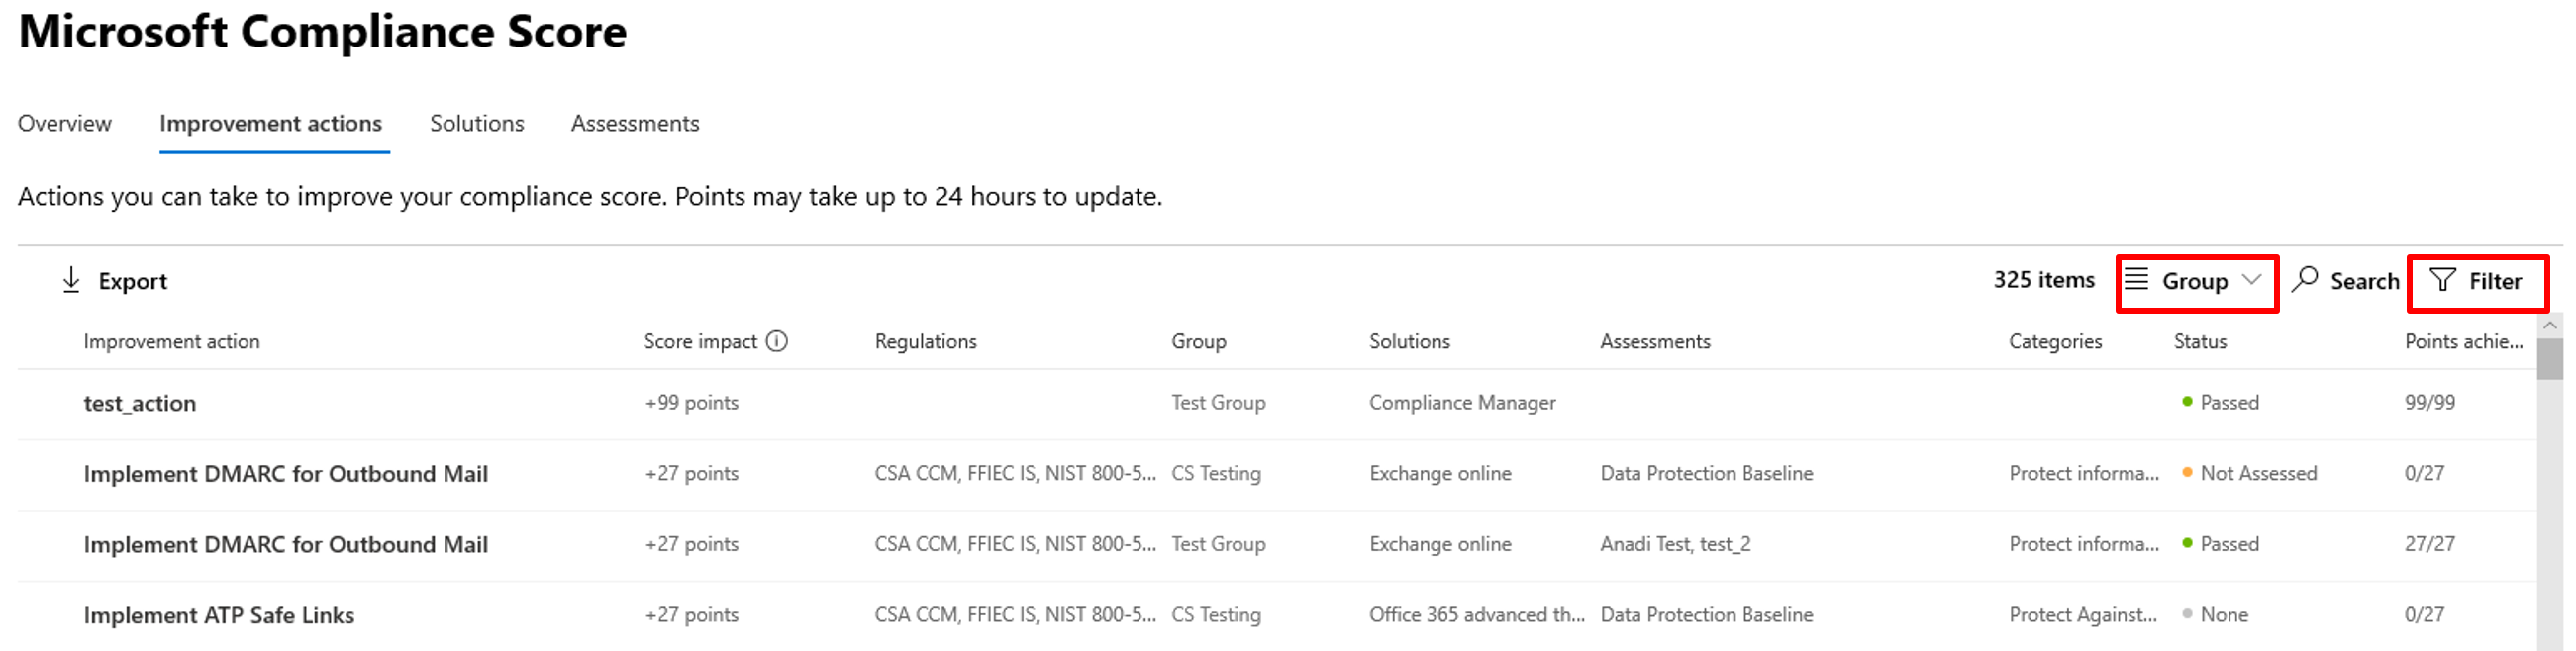 Microsoft Compliance Score
Overview Improvement actions Solutions Assessments
Actions you can take to improve your compliance score. Points may take up to 24 hours to update.
Export 325 items Group Search Filter
Improvement action Score impact Regulations Group Solutions Assessments Categories Status Points achie...
test_action +99 points Test Group Compliance Manager Passed 99/99
Implement DMARC for Outbound Mail +27 points CSA CCM, FFIEC IS, NIST 800-5... CS Testing Exchange online Data Protection Baseline Protect informa... Not Assessed 0/27
Implement DMARC for Outbound Mail +27 points CSA CCM, FFIEC IS, NIST 800-5... Test Group Exchange online Anadi Test, test_2 Protect informa... Passed 27/27
Implement ATP Safe Links +27 points CSA CCM, FFIEC IS, NIST 800-5... CS Testing Office 365 advanced th... Data Protection Baseline Protect Against... None 0/27